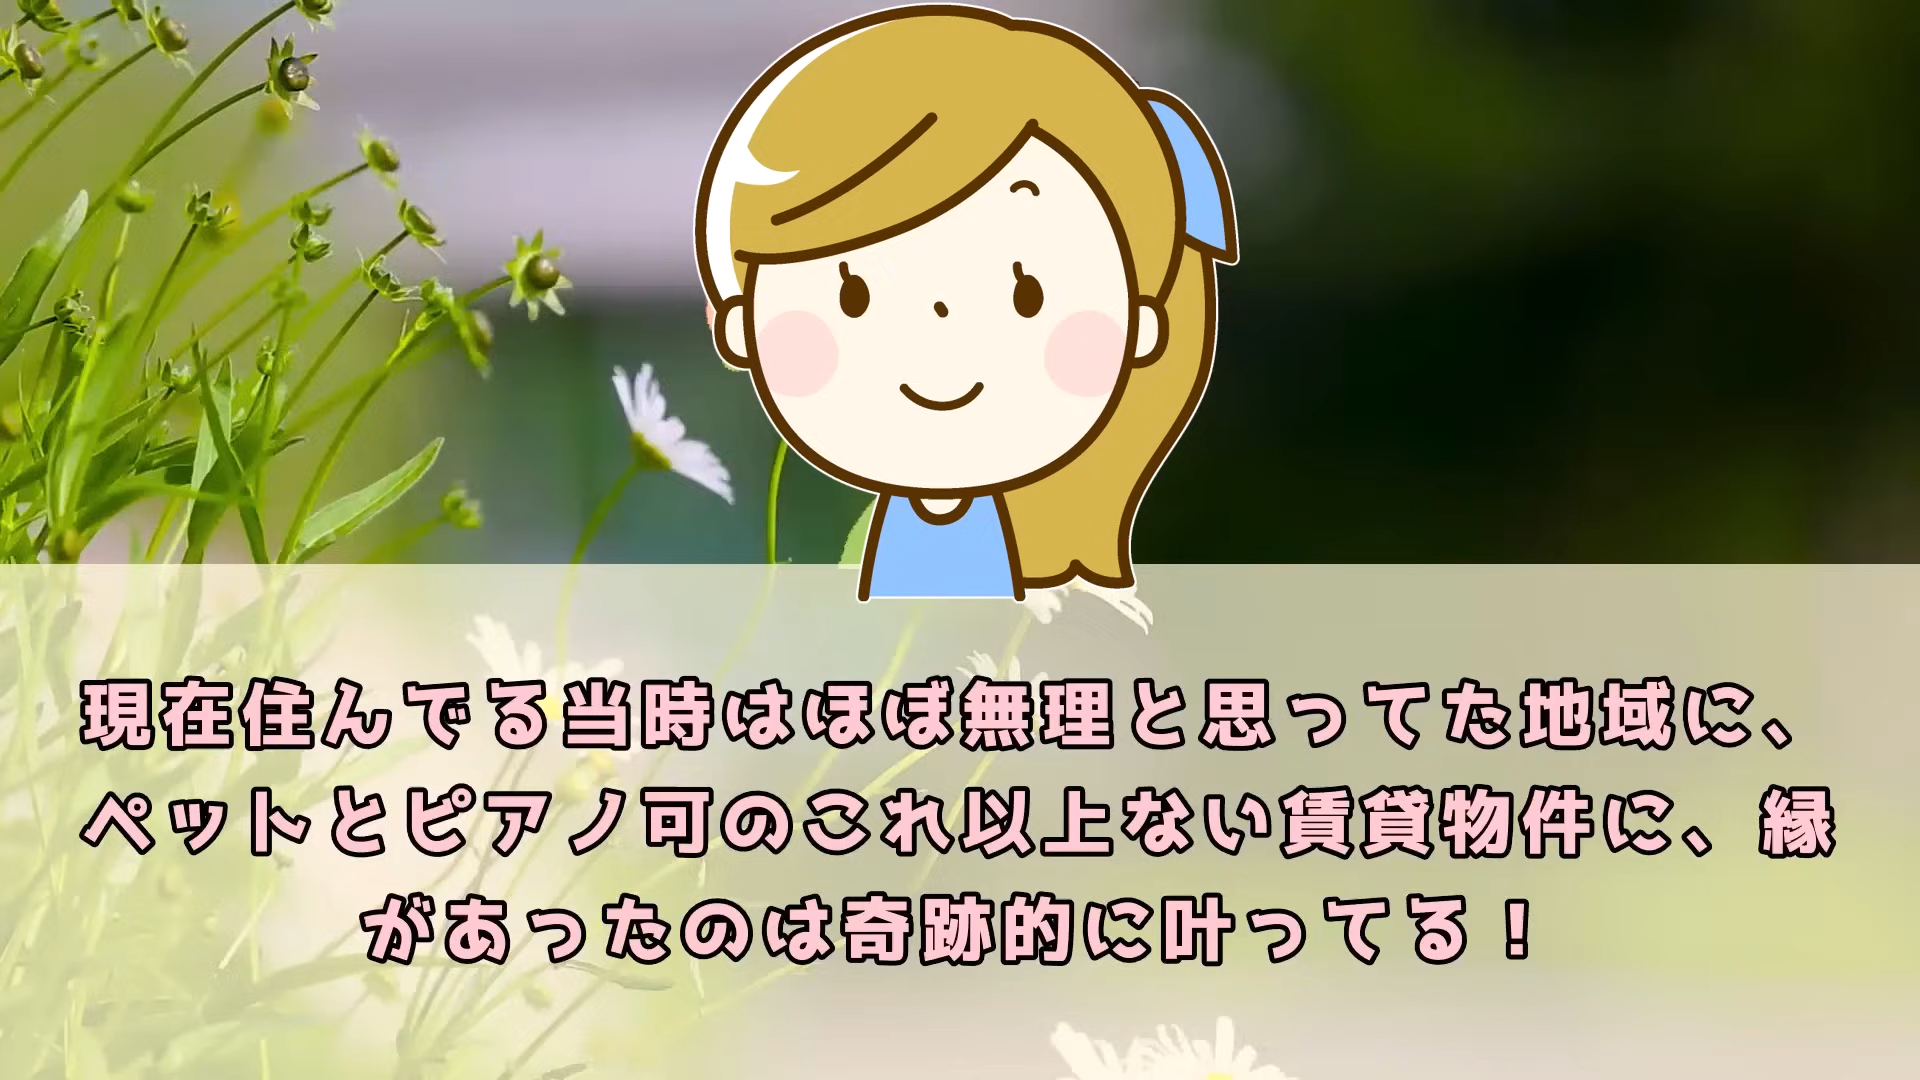 現在住んでる当時はほぼ無理と思ってた地域に、
ペットとピアノ可のこれ以上ない賃貸物件に、縁
があったのは奇跡的に叶ってる！